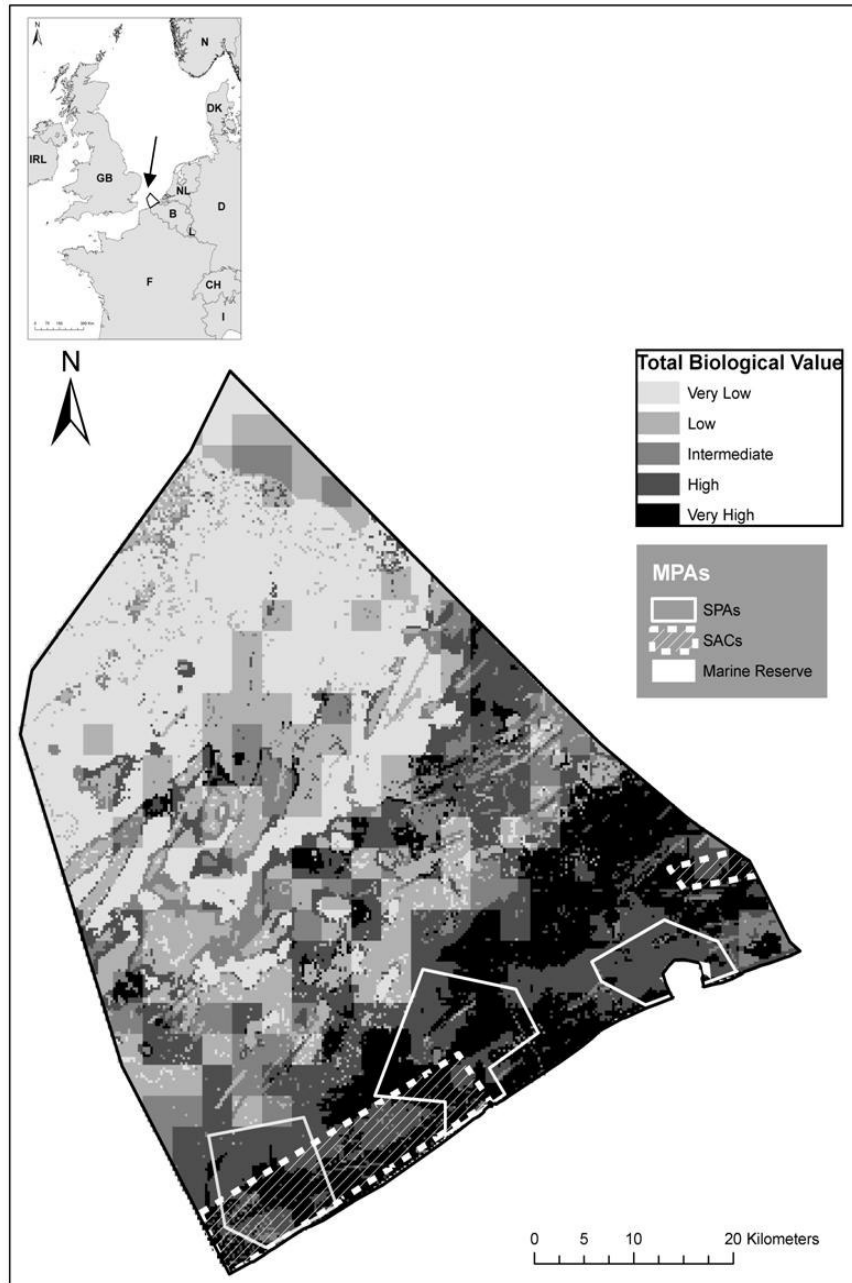 N
N
DK
IRL
GB
NL
D
B
L
F
CH
I
N
Total Biological Value
Very Low
Low
Intermediate
High
Very High
MPAs
SPAs
SACs
Marine Reserve
0 5 10 20 Kilometers